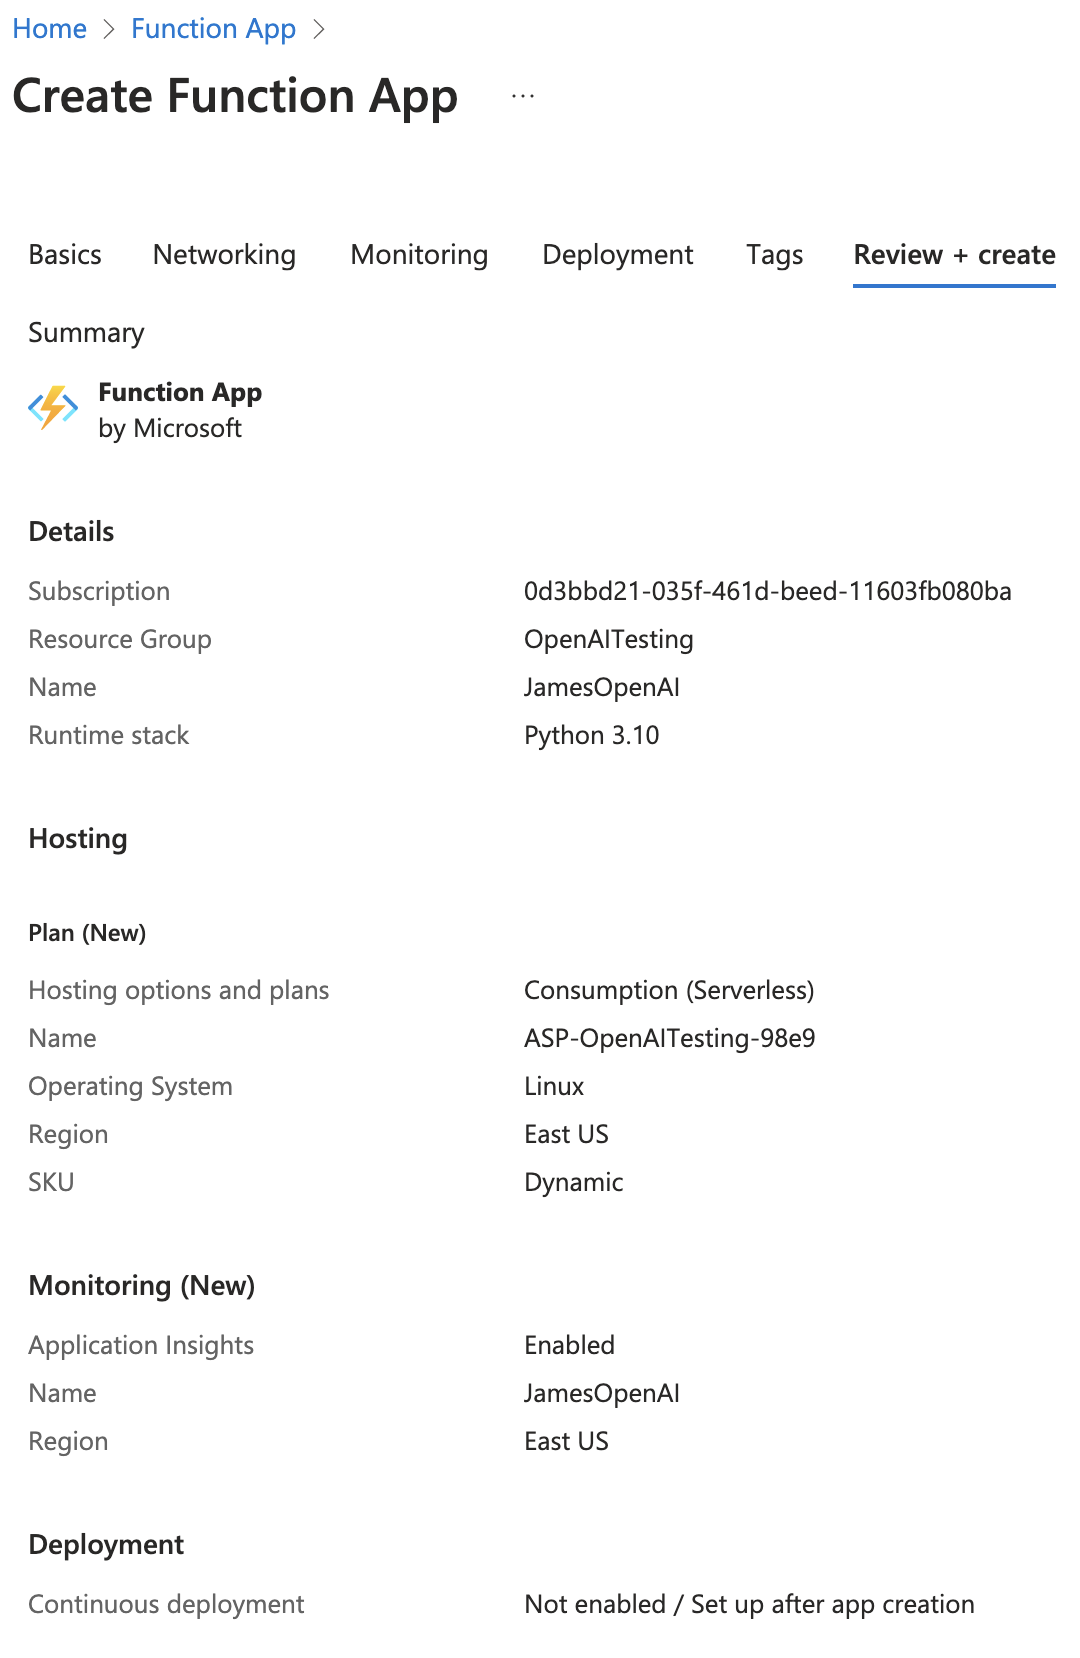 Home > Function App >
Create Function App ...
Basics Networking Monitoring Deployment Tags Review + create
Summary
Function App
by Microsoft
Details
Subscription 0d3bbd21-035f-461d-beed-11603fb080ba
Resource Group OpenAITesting
Name JamesOpenAI
Runtime stack Python 3.10
Hosting
Plan (New)
Hosting options and plans Consumption (Serverless)
Name ASP-OpenAITesting-98e9
Operating System Linux
Region East US
SKU Dynamic
Monitoring (New)
Application Insights Enabled
Name JamesOpenAI
Region East US
Deployment
Continuous deployment Not enabled / Set up after app creation